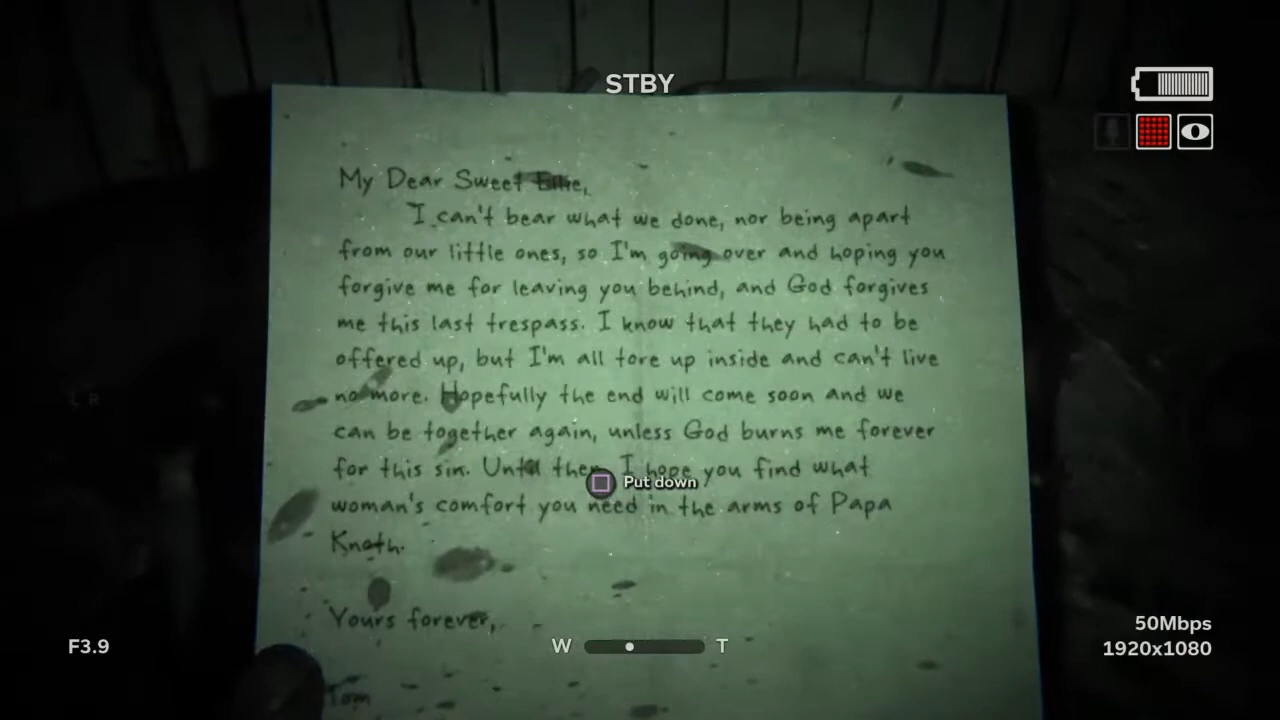 STBY
My Dear Sweet Ellie,
I can't bear what we done, nor being apart
from our little ones, so I'm going over and hoping you
forgive me for leaving you behind, and God forgives
me this last trespass. I know that they had to be
offered up, but I'm all tore up inside and can't live
no more. Hopefully the end will come soon and we
L R
can be together again, unless God burns me forever
for this sin. Until then I hope you find what
Put down
woman's comfort you need in the arms of Papa
Knoth.
Yours forever,
Tom
F3.9
W T
50Mbps
1920x1080